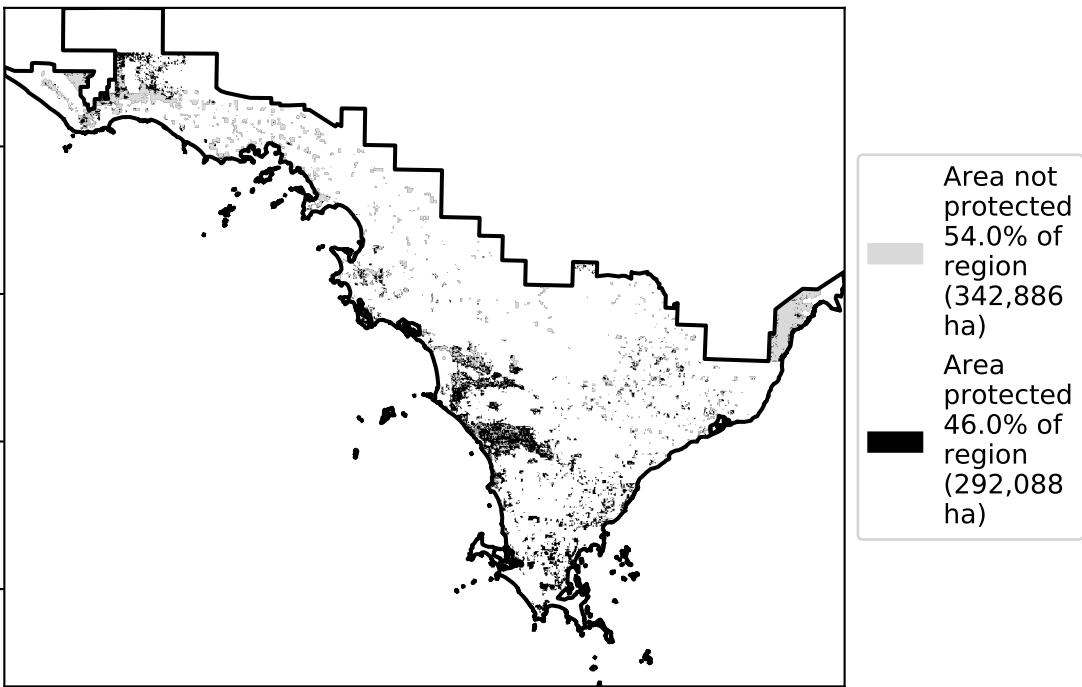 Area not
protected
54.0% of
region
(342,886
ha)
Area
protected
46.0% of
region
(292,088
ha)